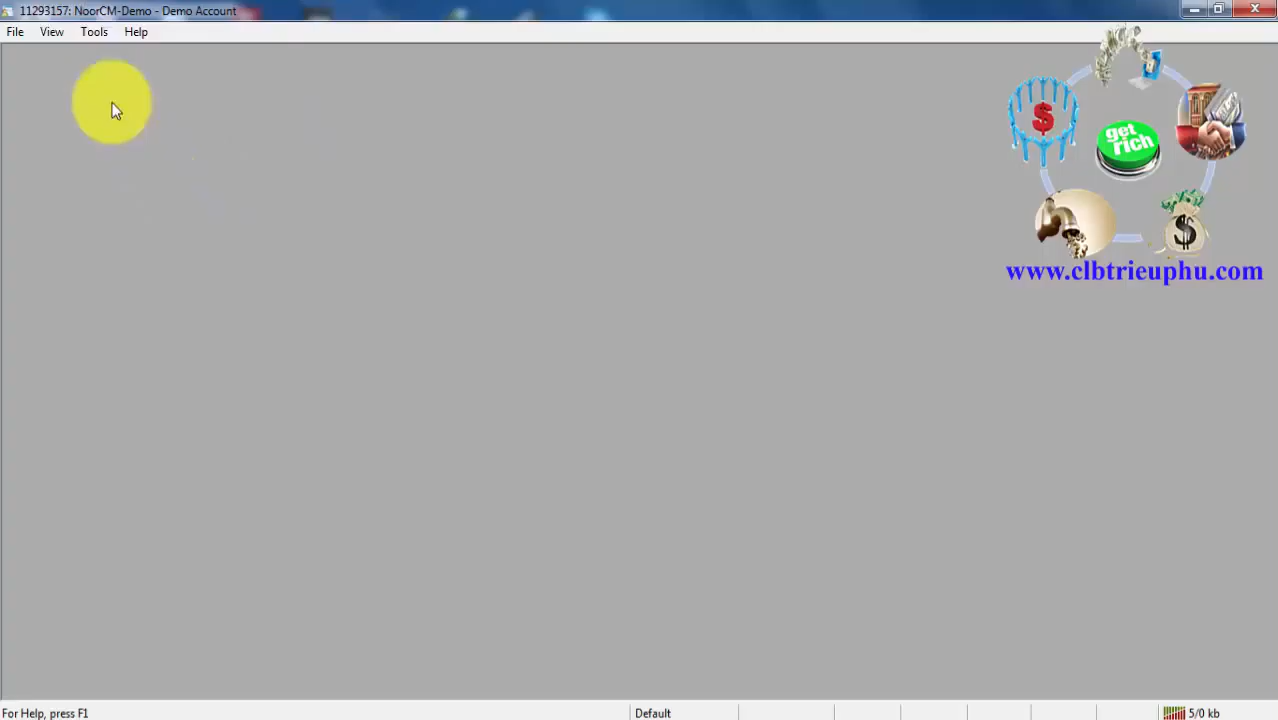 11293157: NoorCM-Demo - Demo Account
File View Tools Help
get
rich
$
$
www.clbtrieuphu.com
For Help, press F1 Default 5/0 kb